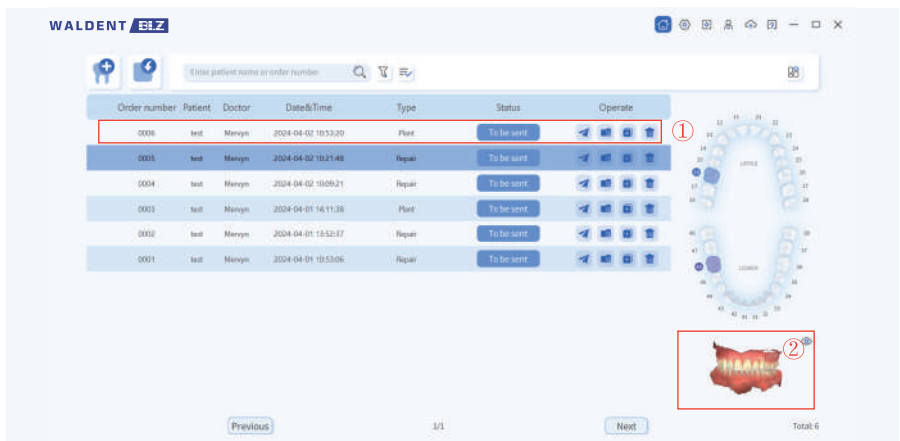 WALDENT BIZ
Enter patient name or order number
Order number Patient Doctor Date&Time Type Status Operate
0006 test Mervyn 2024-04-02 10:53:20 Plant To be sent ①
0005 test Mervyn 2024-04-02 10:21:48 Repair To be sent
0004 test Mervyn 2024-04-02 10:09:21 Repair To be sent
0003 test Mervyn 2024-04-01 14:11:38 Plant To be sent
0002 test Mervyn 2024-04-01 13:52:37 Repair To be sent
0001 test Mervyn 2024-04-01 10:53:06 Repair To be sent
UPPER
LOWER
②
Previous 1/1 Next Total: 6